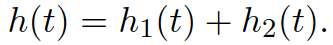 h(t) = h₁(t) + h₂(t).